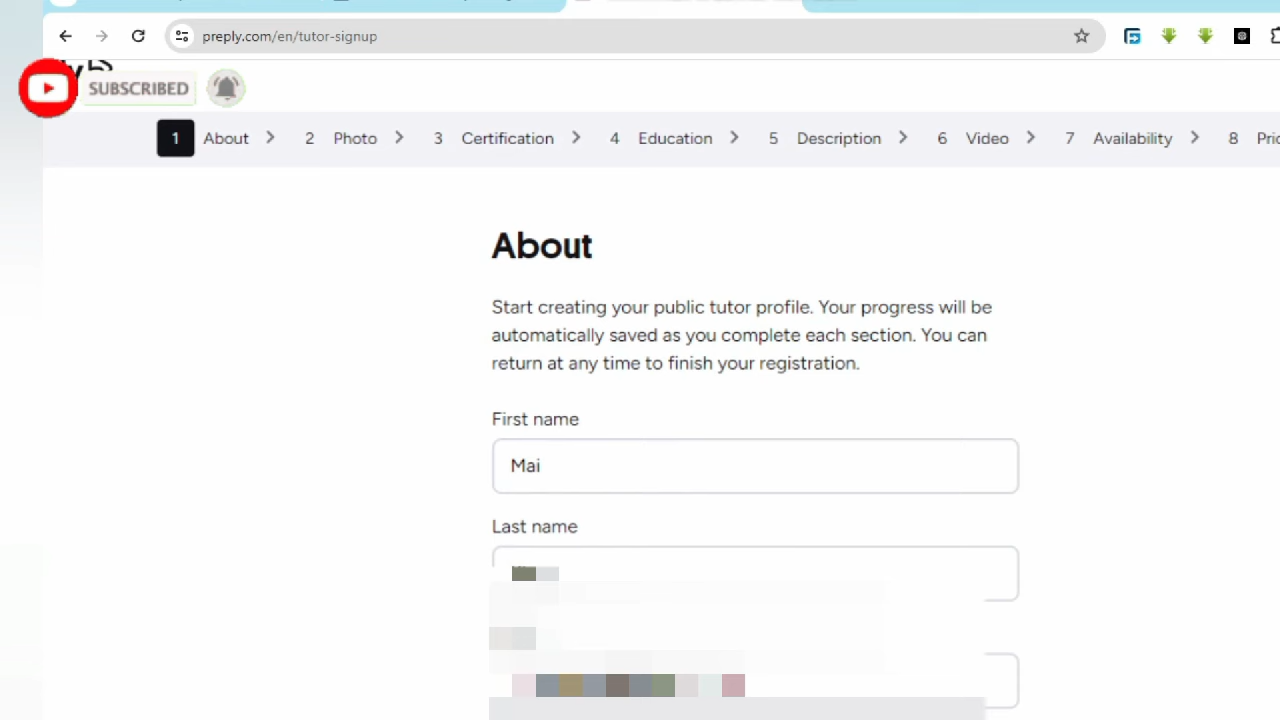 preply.com/en/tutor-signup
SUBSCRIBED
1 About > 2 Photo > 3 Certification > 4 Education > 5 Description > 6 Video > 7 Availability > 8
About
Start creating your public tutor profile. Your progress will be
automatically saved as you complete each section. You can
return at any time to finish your registration.
First name
Mai
Last name